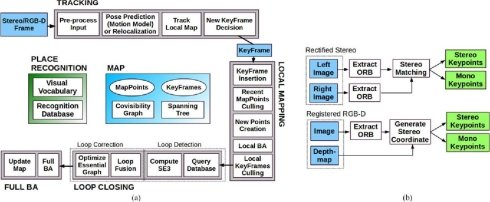 TRACKING
Stereo/RGB-D
Frame
Pre-process
Input
Pose Prediction
(Motion Model)
or Relocalization
Track
Local Map
New KeyFrame
Decision
KeyFrame
PLACE
RECOGNITION
Visual
Vocabulary
Recognition
Database
MAP
MapPoints
KeyFrames
Covisibility
Graph
Spanning
Tree
LOCAL MAPPING
KeyFrame
Insertion
Recent
MapPoints
Culling
New Points
Creation
Local BA
Local
KeyFrames
Culling
Loop Correction
Loop Detection
Update
Map
Full
BA
Optimize
Essential
Graph
Loop
Fusion
Compute
SE3
Query
Database
FULL BA
LOOP CLOSING
(a)
Rectified Stereo
Left
Image
Extract
ORB
Right
Image
Extract
ORB
Stereo
Matching
Stereo
Keypoints
Mono
Keypoints
Registered RGB-D
Image
Extract
ORB
Depth-
map
Generate
Stereo
Coordinate
Stereo
Keypoints
Mono
Keypoints
(b)